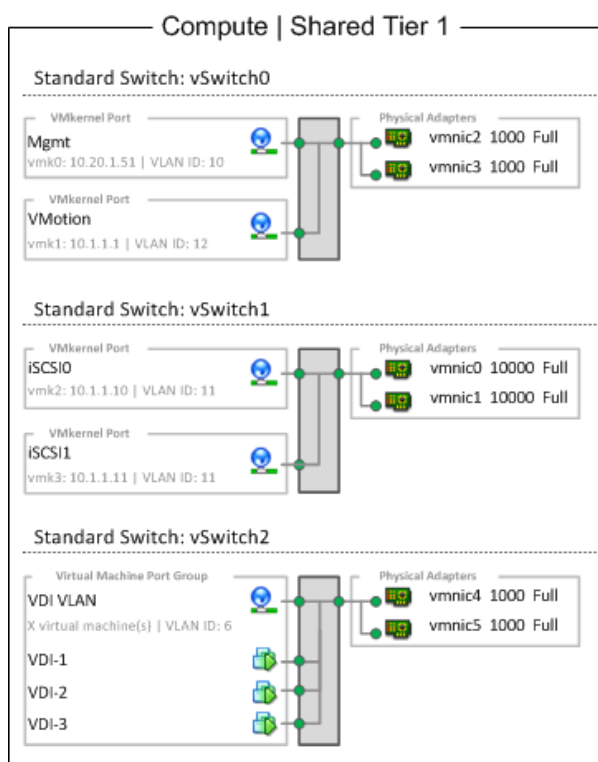 Compute | Shared Tier 1
Standard Switch: vSwitch0
VMkernel Port
Mgmt
vmk0: 10.20.1.51 | VLAN ID: 10
Physical Adapters
vmnic2 1000 Full
vmnic3 1000 Full
VMkernel Port
VMotion
vmk1: 10.1.1.1 | VLAN ID: 12
Standard Switch: vSwitch1
VMkernel Port
iSCSI0
vmk2: 10.1.1.10 | VLAN ID: 11
Physical Adapters
vmnic0 10000 Full
vmnic1 10000 Full
VMkernel Port
iSCSI1
vmk3: 10.1.1.11 | VLAN ID: 11
Standard Switch: vSwitch2
Virtual Machine Port Group
VDI VLAN
X virtual machine(s) | VLAN ID: 6
Physical Adapters
vmnic4 1000 Full
vmnic5 1000 Full
VDI-1
VDI-2
VDI-3